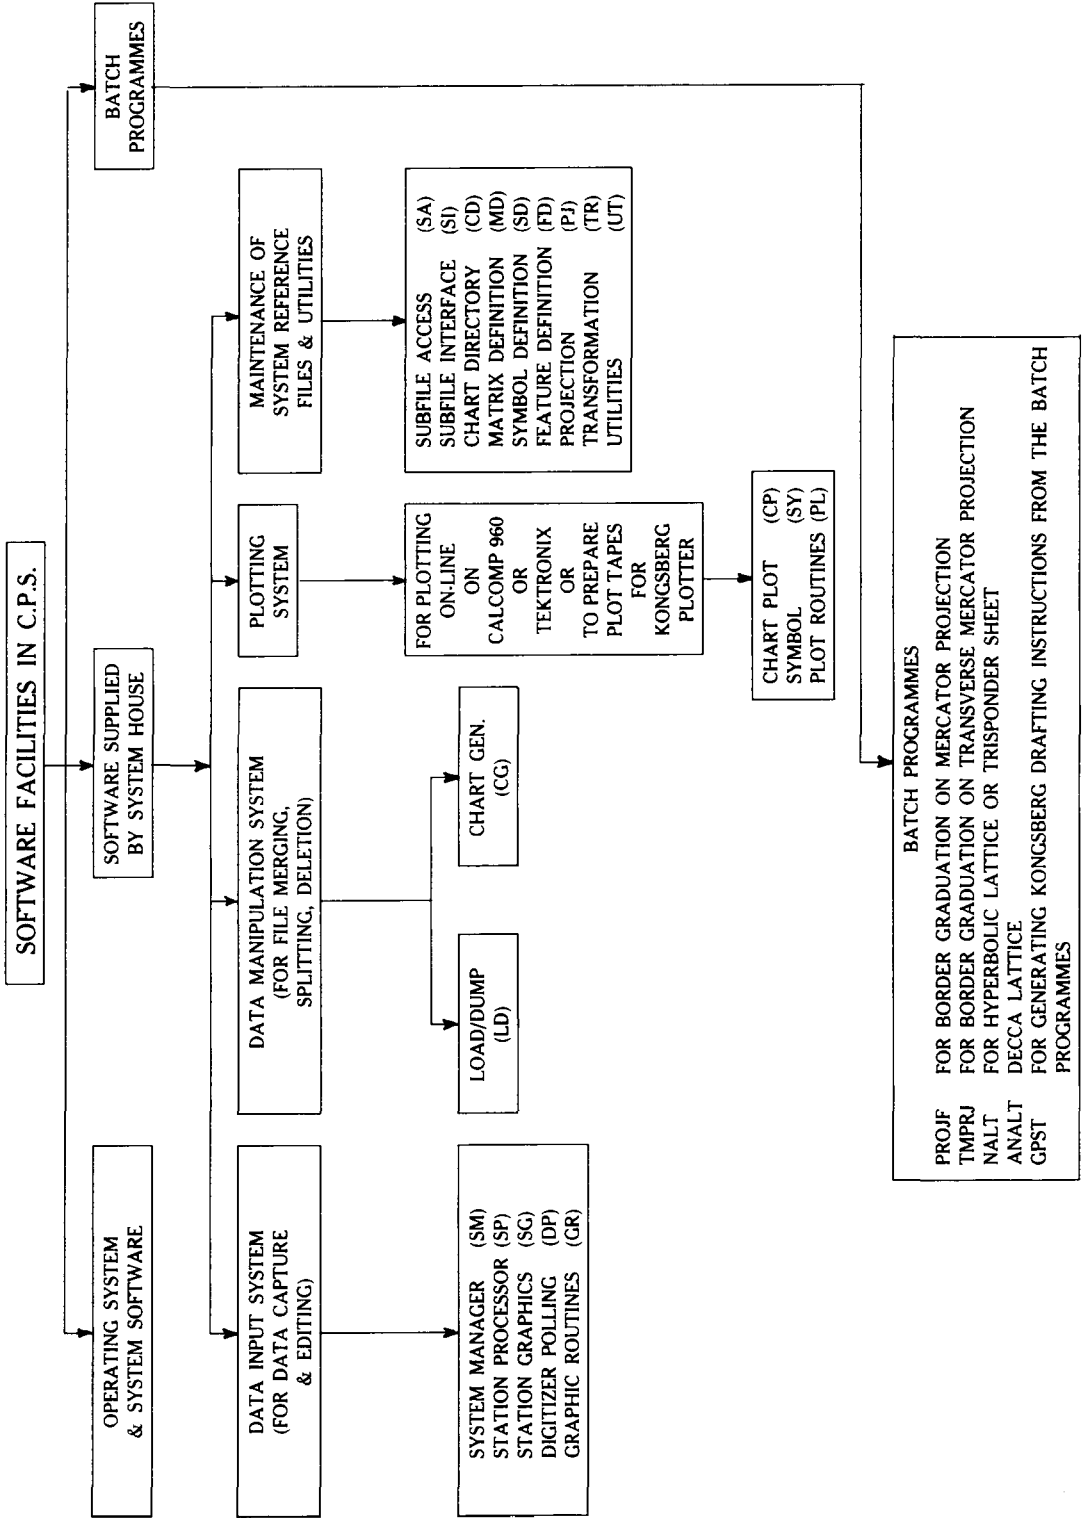 SOFTWARE FACILITIES IN C.P.S.
OPERATING SYSTEM
& SYSTEM SOFTWARE
SOFTWARE SUPPLIED
BY SYSTEM HOUSE
BATCH
PROGRAMMES
DATA INPUT SYSTEM
(FOR DATA CAPTURE
& EDITING)
DATA MANIPULATION SYSTEM
(FOR FILE MERGING,
SPLITTING, DELETION)
PLOTTING
SYSTEM
MAINTENANCE OF
SYSTEM REFERENCE
FILES & UTILITIES
SYSTEM MANAGER (SM)
STATION PROCESSOR (SP)
STATION GRAPHICS (SG)
DIGITIZER POLLING (DP)
GRAPHIC ROUTINES (GR)
LOAD/DUMP
(LD)
CHART GEN.
(CG)
FOR PLOTTING
ON-LINE
ON
CALCOMP 960
OR
TEKTRONIX
OR
TO PREPARE
PLOT TAPES
FOR
KONGSBERG
PLOTTER
SUBFILE ACCESS (SA)
SUBFILE INTERFACE (SI)
CHART DIRECTORY (CD)
MATRIX DEFINITION (MD)
SYMBOL DEFINITION (SD)
FEATURE DEFINITION (FD)
PROJECTION (PJ)
TRANSFORMATION (TR)
UTILITIES (UT)
CHART PLOT (CP)
SYMBOL (SY)
PLOT ROUTINES (PL)
BATCH PROGRAMMES
PROJF FOR BORDER GRADUATION ON MERCATOR PROJECTION
TMPRJ FOR BORDER GRADUATION ON TRANSVERSE MERCATOR PROJECTION
NALT FOR HYPERBOLIC LATTICE OR TRISPONDER SHEET
ANALT DECCA LATTICE
GPST FOR GENERATING KONGSBERG DRAFTING INSTRUCTIONS FROM THE BATCH
PROGRAMMES